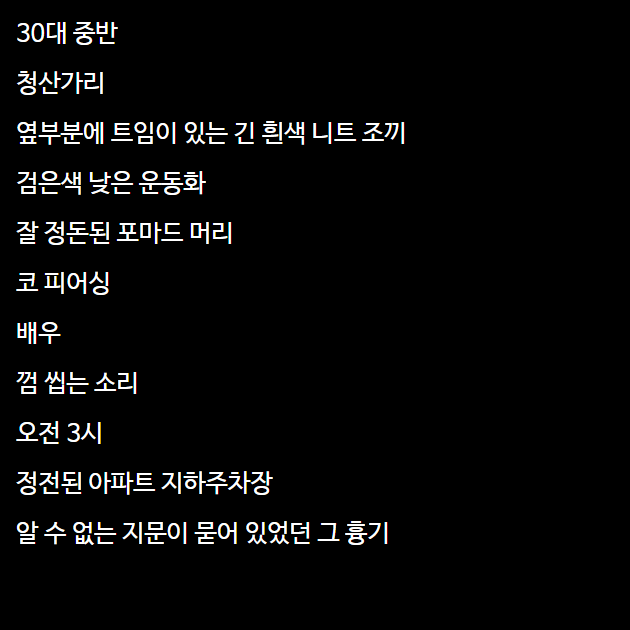 30대 중반
청산가리
옆부분에 트임이 있는 긴 흰색 니트 조끼
검은색 낮은 운동화
잘 정돈된 포마드 머리
코 피어싱
배우
껌 씹는 소리
오전 3시
정전된 아파트 지하주차장
알 수 없는 지문이 묻어 있었던 그 흉기